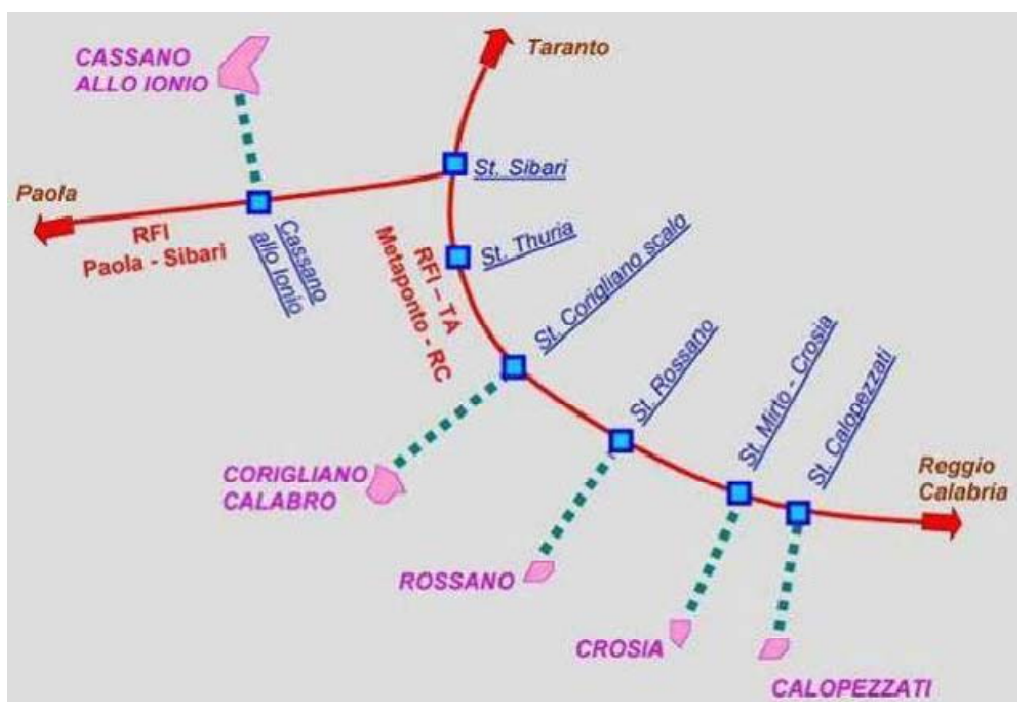 CASSANO
ALLO IONIO
Taranto
St. Sibari
Paola
RFI
Paola - Sibari
Cassano
allo Ionio
St. Thuria
RFI – TA
Metaponto - RC
St. Corigliano scalo
St. Rossano
St. Mirto - Crosia
St. Calopezzati
CORIGLIANO
CALABRO
Reggio
Calabria
ROSSANO
CROSIA
CALOPEZZATI